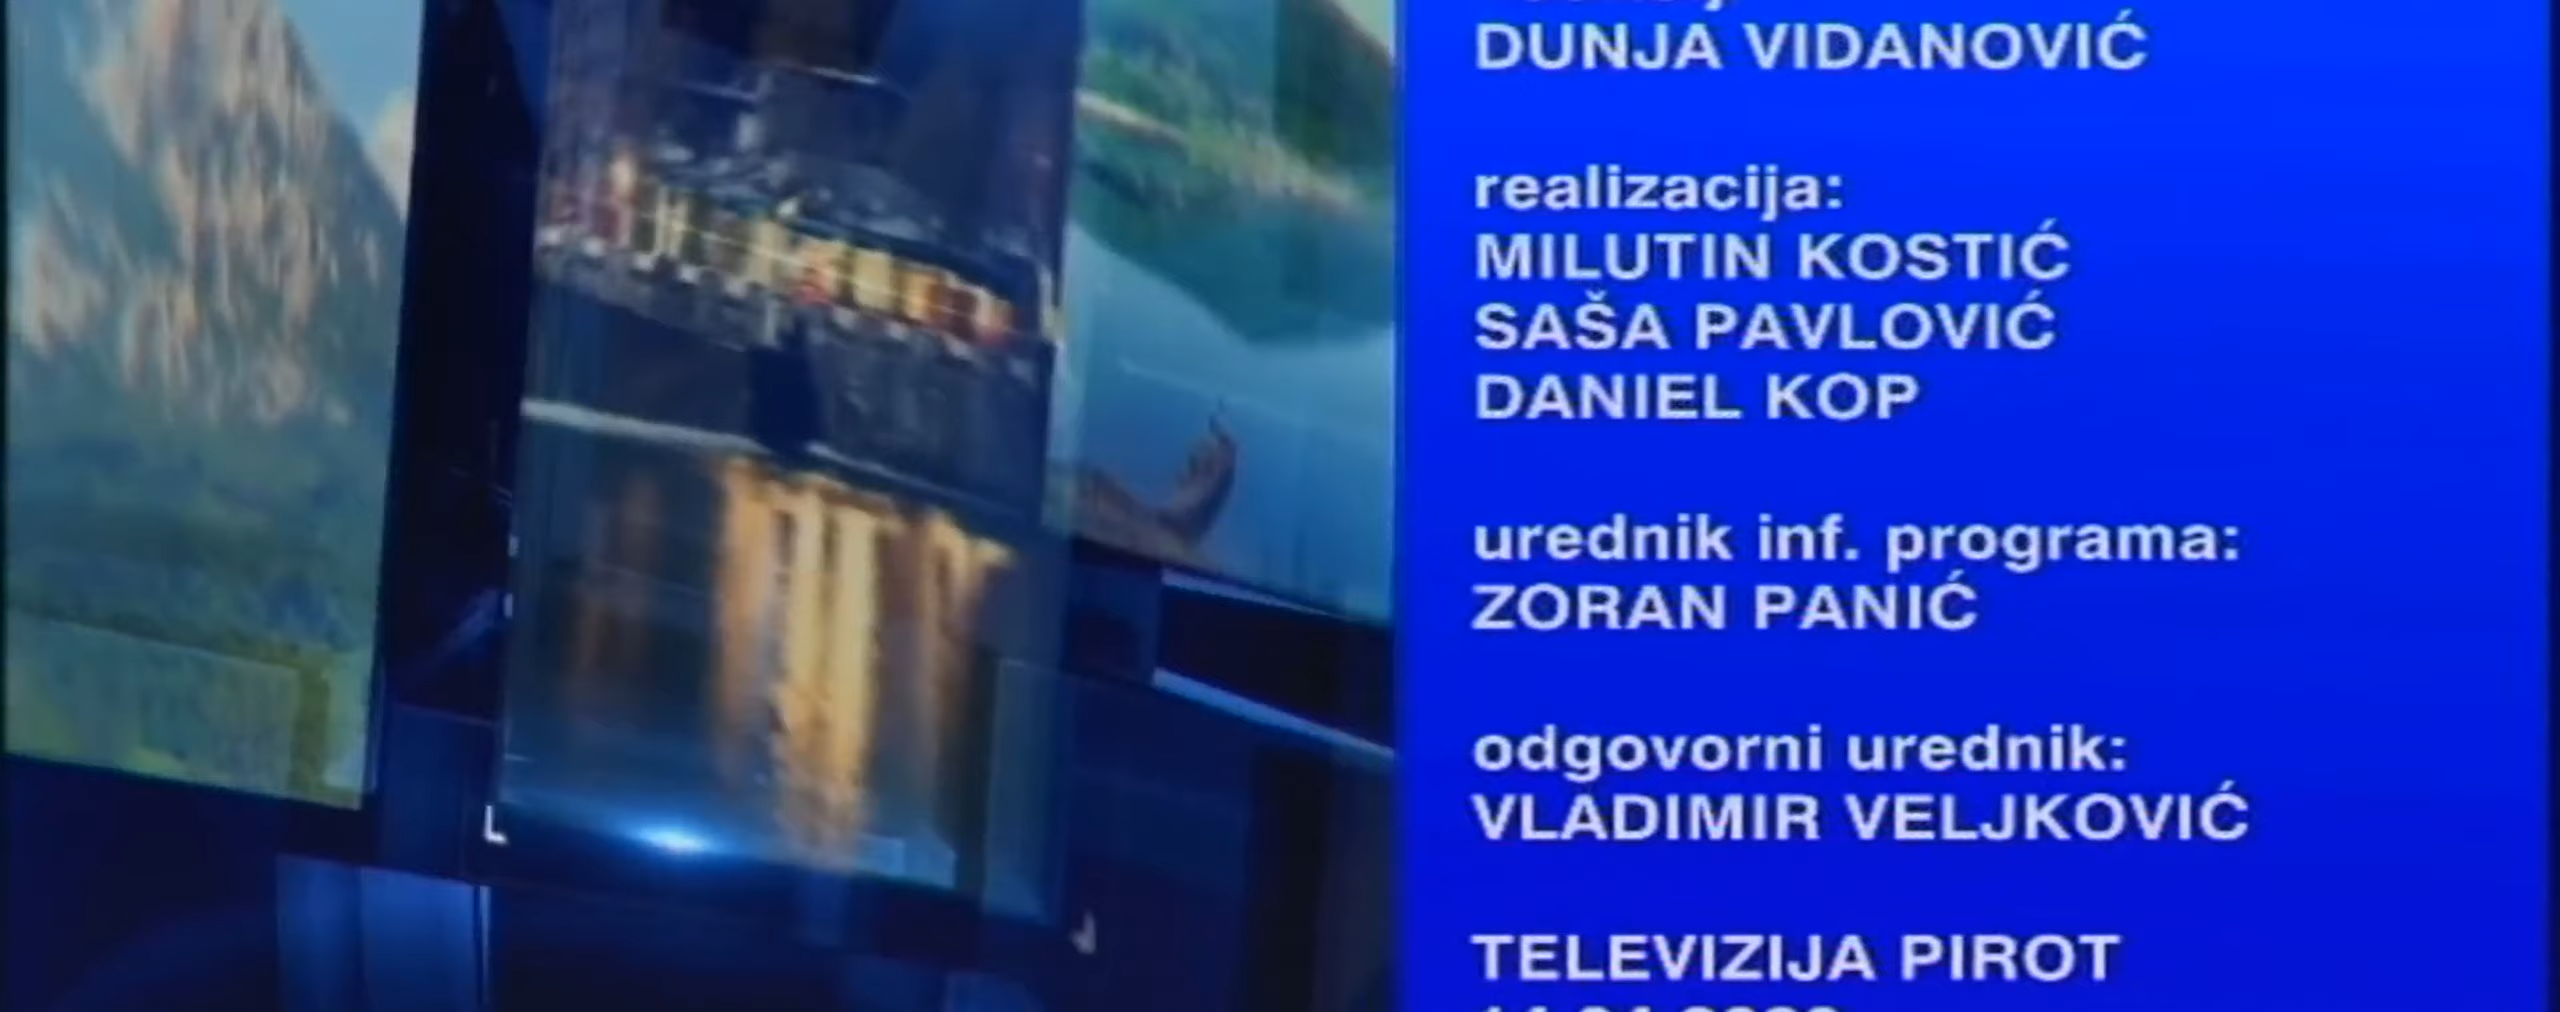 DUNJA VIDANOVIĆ
realizacija:
MILUTIN KOSTIĆ
SAŠA PAVLOVIĆ
DANIEL KOP
urednik inf. programa:
ZORAN PANIĆ
odgovorni urednik:
VLADIMIR VELJKOVIĆ
TELEVIZIJA PIROT